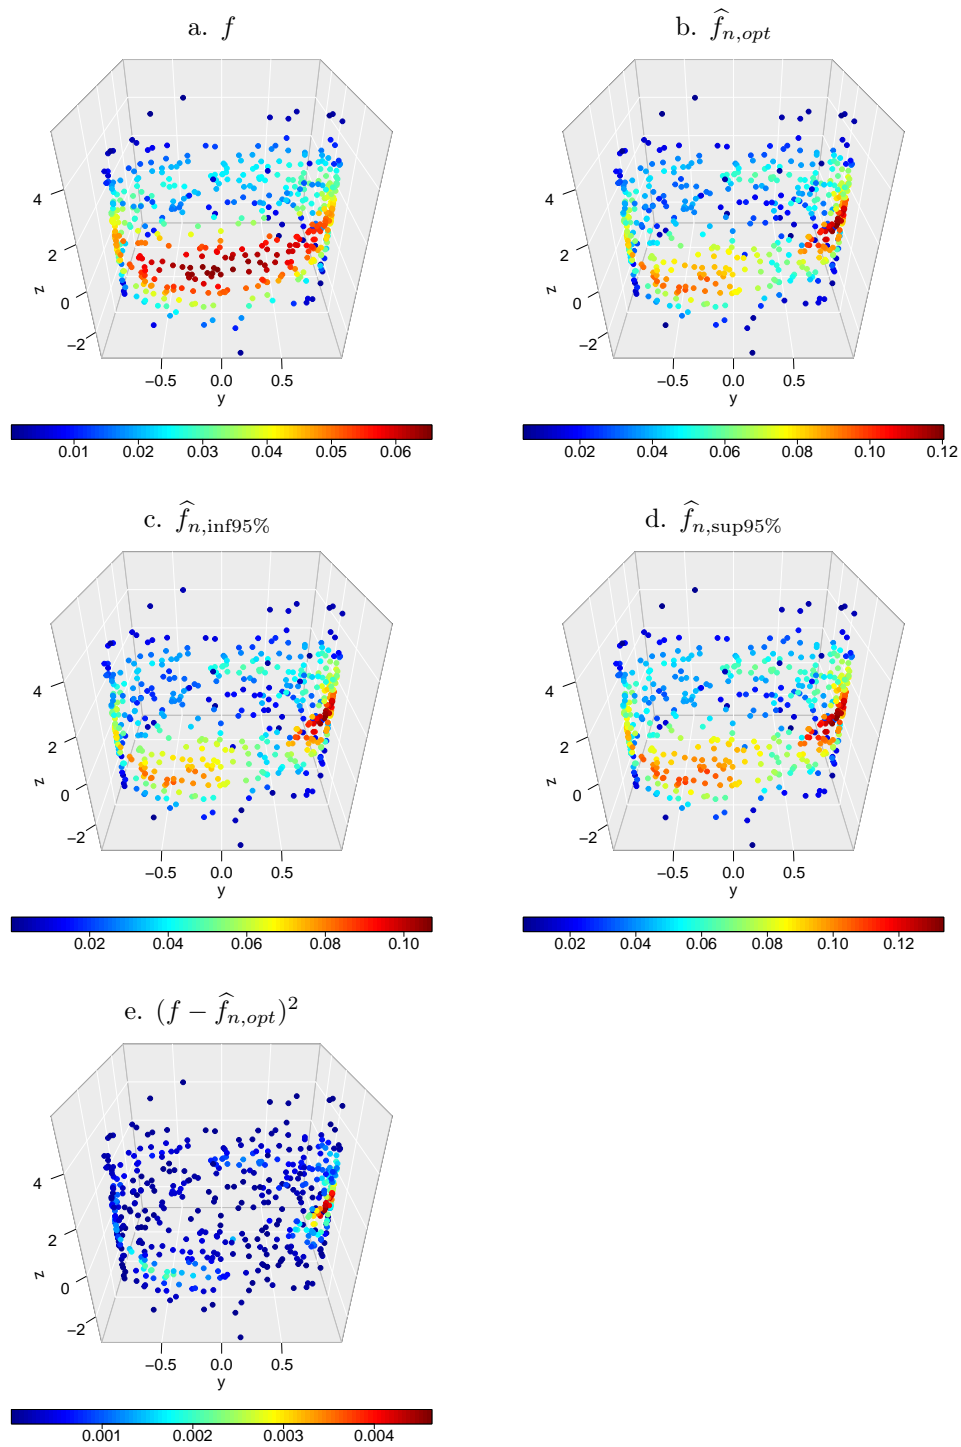 a. f
b. f̂n,opt
4
2
0
−2
z
−0.5 0.0 0.5
y
4
2
0
−2
z
−0.5 0.0 0.5
y
0.01 0.02 0.03 0.04 0.05 0.06
0.02 0.04 0.06 0.08 0.10 0.12
c. f̂n,inf95%
d. f̂n,sup95%
4
2
0
−2
z
−0.5 0.0 0.5
y
4
2
0
−2
z
−0.5 0.0 0.5
y
0.02 0.04 0.06 0.08 0.10
0.02 0.04 0.06 0.08 0.10 0.12
e. (f − f̂n,opt)²
4
2
0
−2
z
−0.5 0.0 0.5
y
0.001 0.002 0.003 0.004